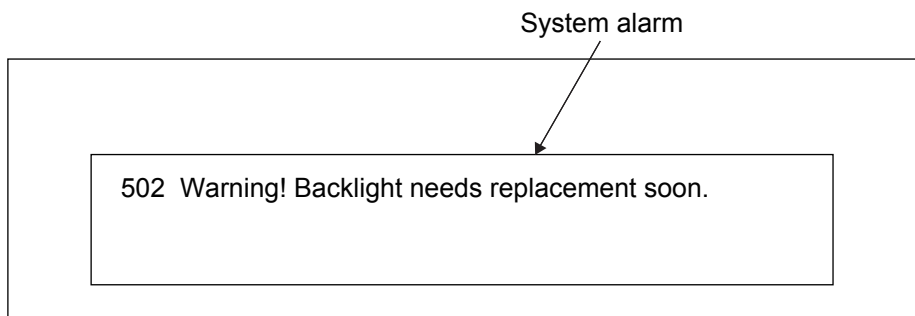 System alarm
502 Warning! Backlight needs replacement soon.